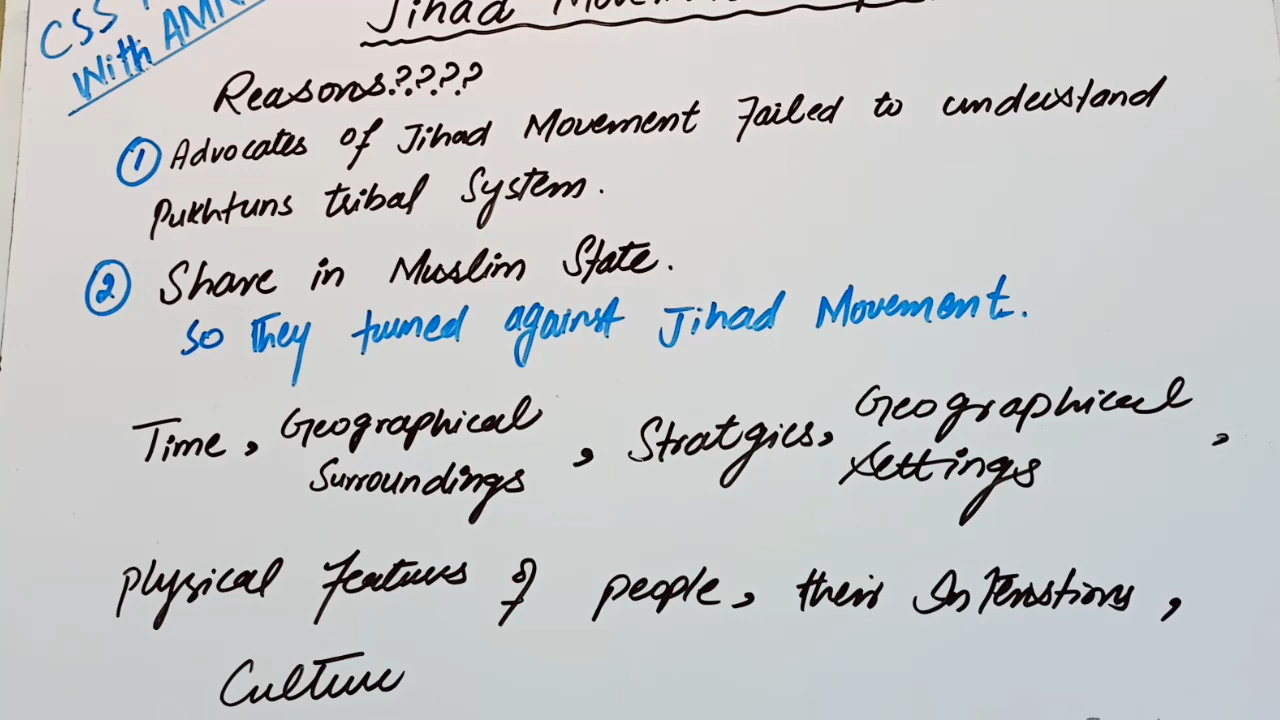 CSS
With AMN
Jihad Movement
Reasons????
① Advocates of Jihad Movement Failed to understand
Pukhtuns tribal System.
② Share in Muslim State.
so They turned against Jihad Movement.
Time, Geographical Surroundings, Stratgies, Geographical Settings,
physical features of people, their Intenstions,
Culture